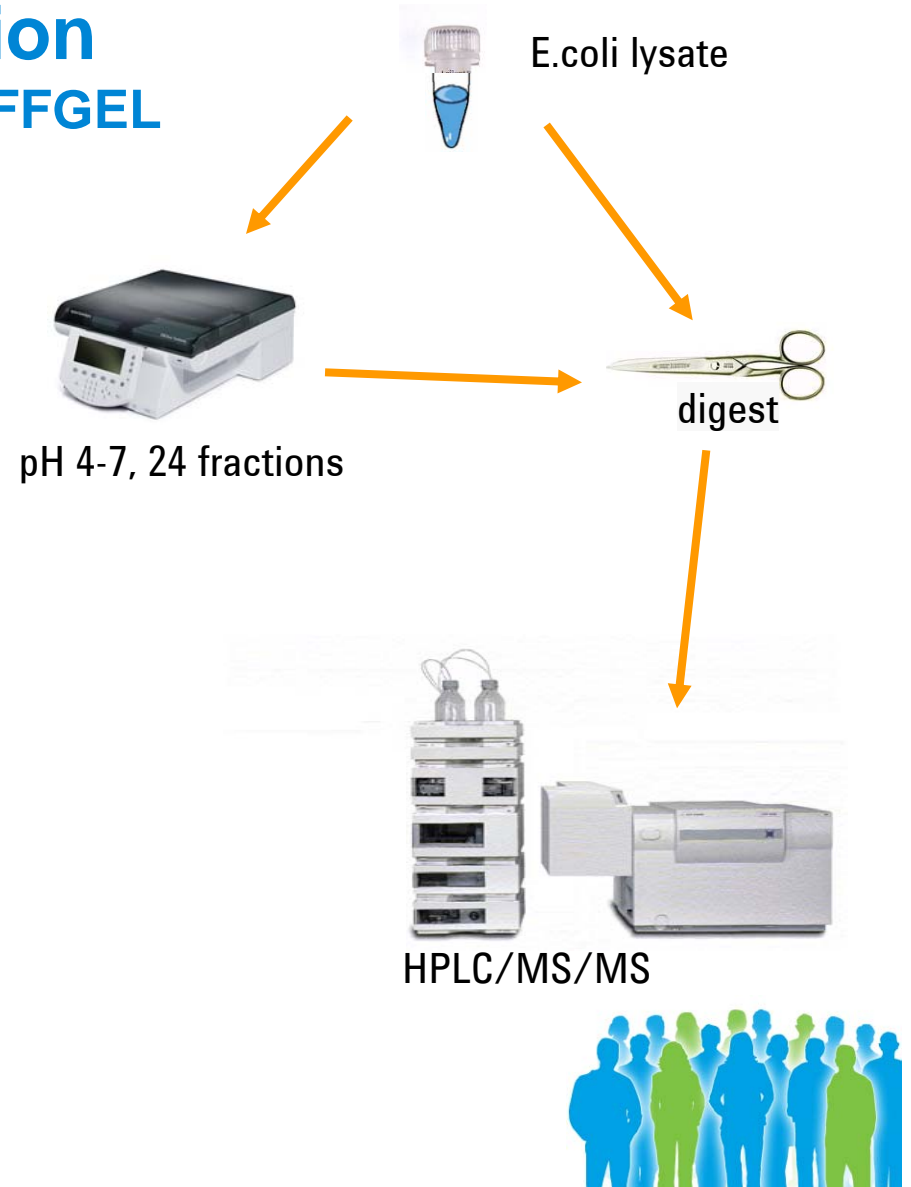 ion
FFGEL
E.coli lysate
digest
pH 4-7, 24 fractions
HPLC/MS/MS